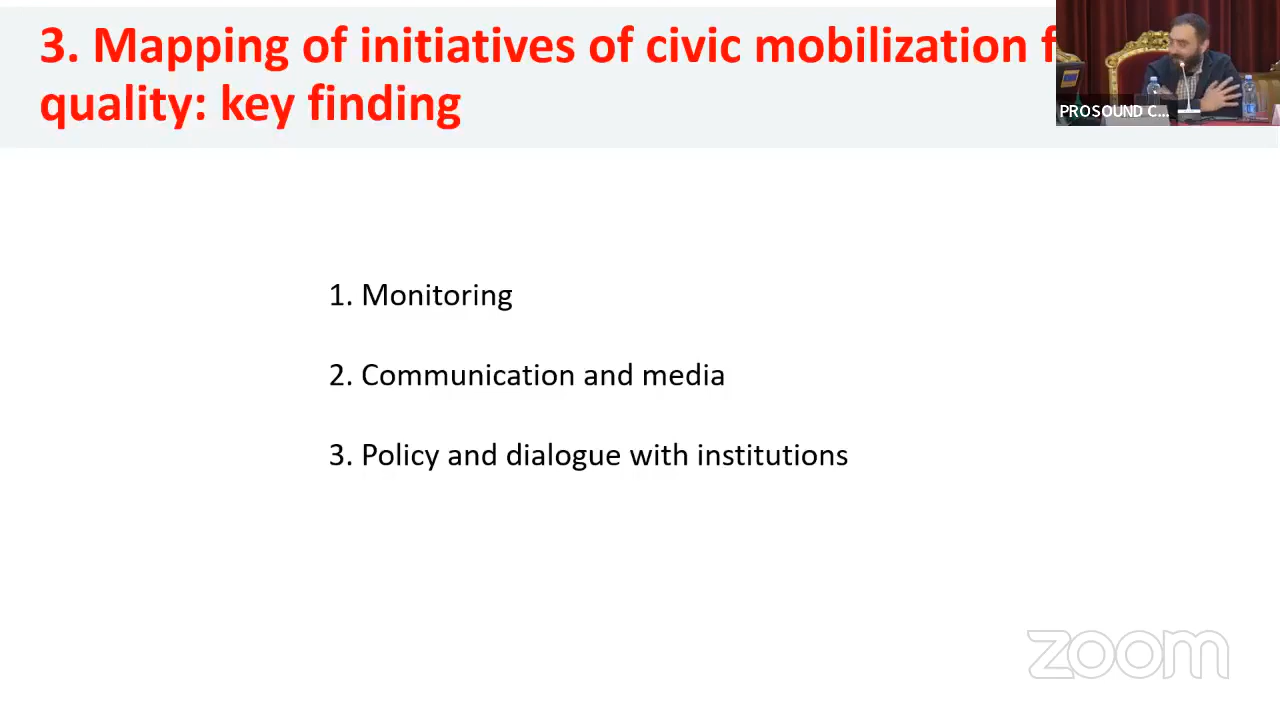 3. Mapping of initiatives of civic mobilization f
quality: key finding
PROSOUND C...
1. Monitoring
2. Communication and media
3. Policy and dialogue with institutions
zoom